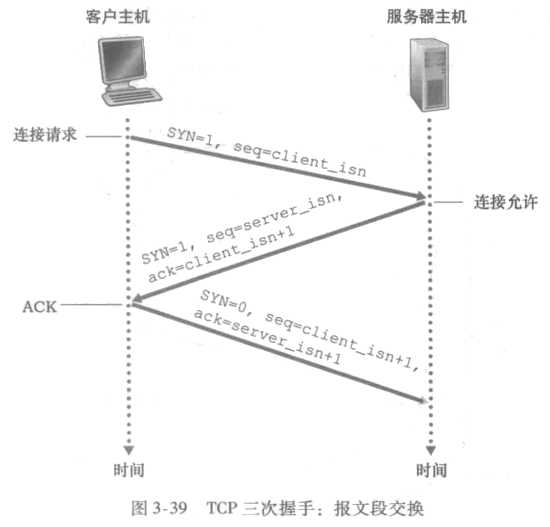 客户主机
服务器主机
连接请求
SYN=1, seq=client_isn
连接允许
SYN=1, seq=server_isn,
ack=client_isn+1
ACK
SYN=0, seq=client_isn+1,
ack=server_isn+1
时间
时间
图 3-39 TCP 三次握手：报文段交换